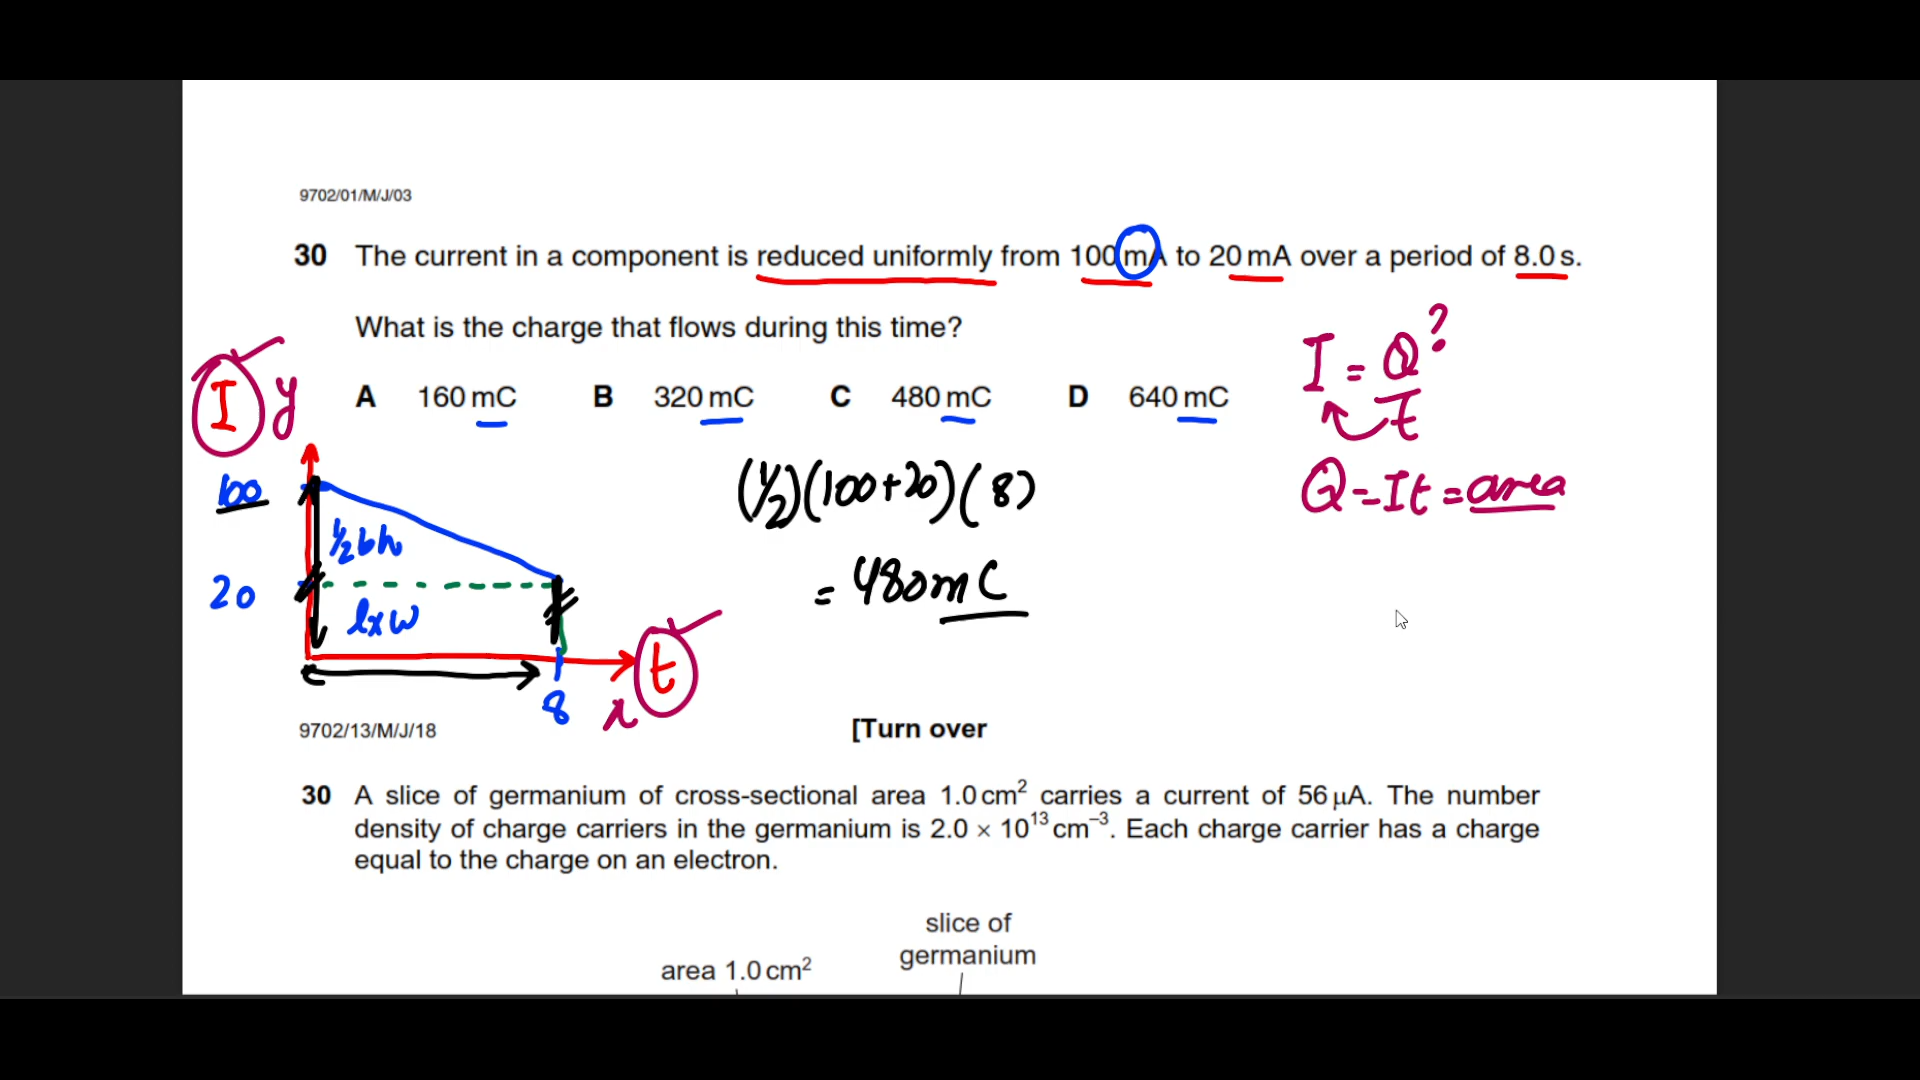 9702/01/M/J/03
30 The current in a component is reduced uniformly from 100 mA to 20 mA over a period of 8.0 s.
What is the charge that flows during this time?
A 160 mC B 320 mC C 480 mC D 640 mC
I = Q?
t
Q = It = area
I y
100
½bh
20
l×w
8
x
t
(½)(100+20)(8)
= 480mC
9702/13/M/J/18
[Turn over
30 A slice of germanium of cross-sectional area 1.0 cm² carries a current of 56 μA. The number
density of charge carriers in the germanium is 2.0 × 10¹³ cm⁻³. Each charge carrier has a charge
equal to the charge on an electron.
slice of
germanium
area 1.0 cm²